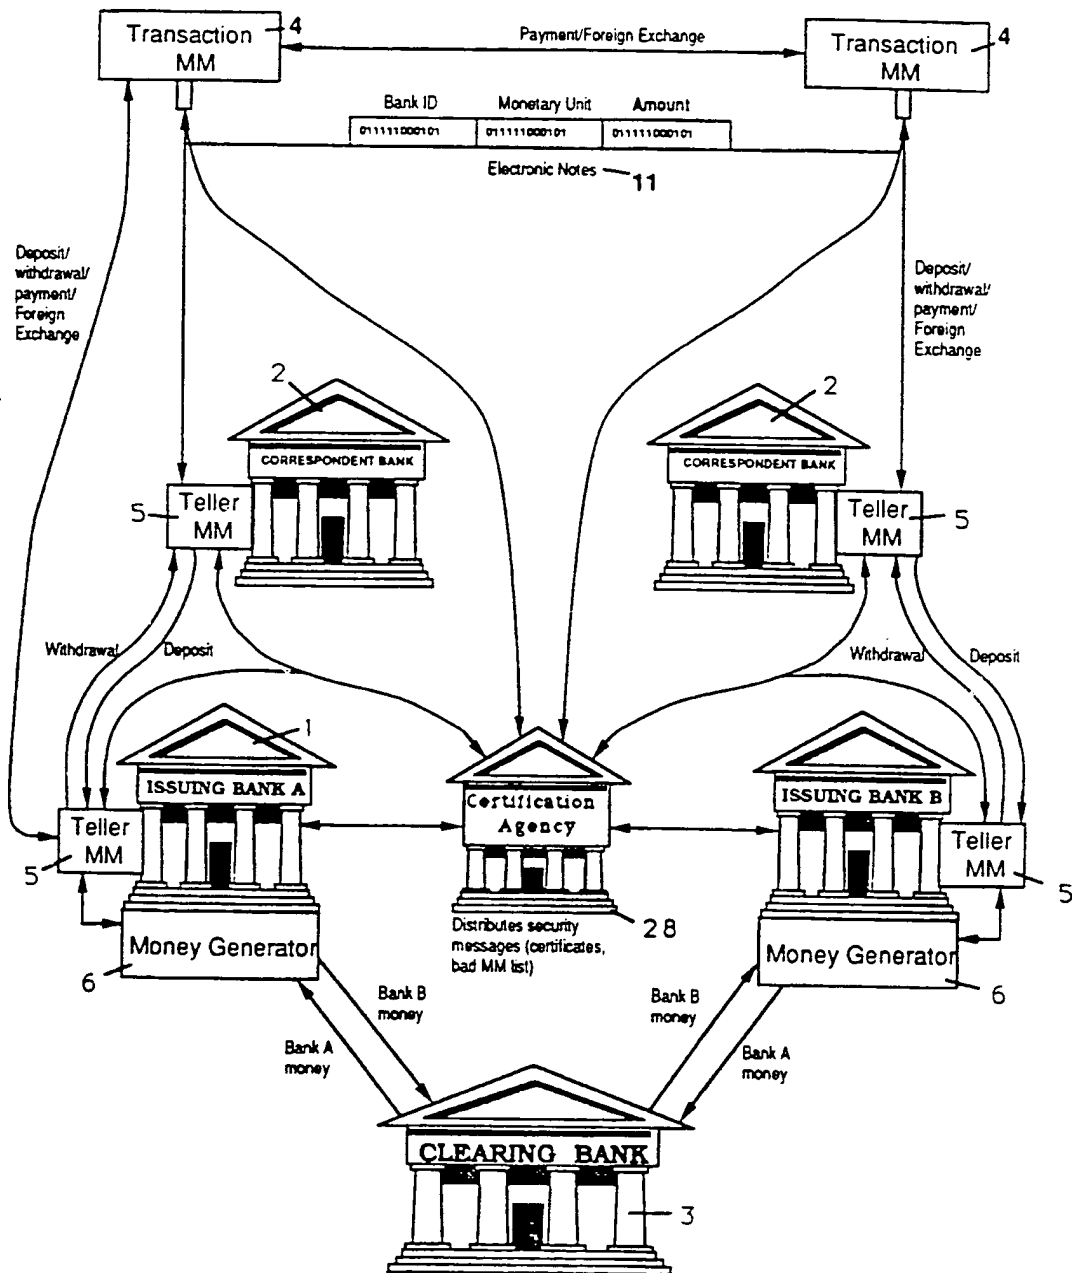 Transaction
MM
4
Payment/Foreign Exchange
Transaction
MM
4
Bank ID
Monetary Unit
Amount
011111000101
011111000101
011111000101
Electronic Notes
11
Deposit/
withdrawal/
payment/
Foreign
Exchange
Deposit/
withdrawal/
payment/
Foreign
Exchange
2
CORRESPONDENT BANK
2
CORRESPONDENT BANK
5
Teller
MM
Teller
MM
5
Withdrawal
Deposit
Withdrawal
Deposit
1
ISSUING BANK A
Certification
Agency
ISSUING BANK B
Teller
MM
5
Teller
MM
5
28
Distributes security
messages (certificates,
bad MM list)
Money Generator
6
Money Generator
6
Bank B
money
Bank A
money
Bank B
money
Bank A
money
CLEARING BANK
3